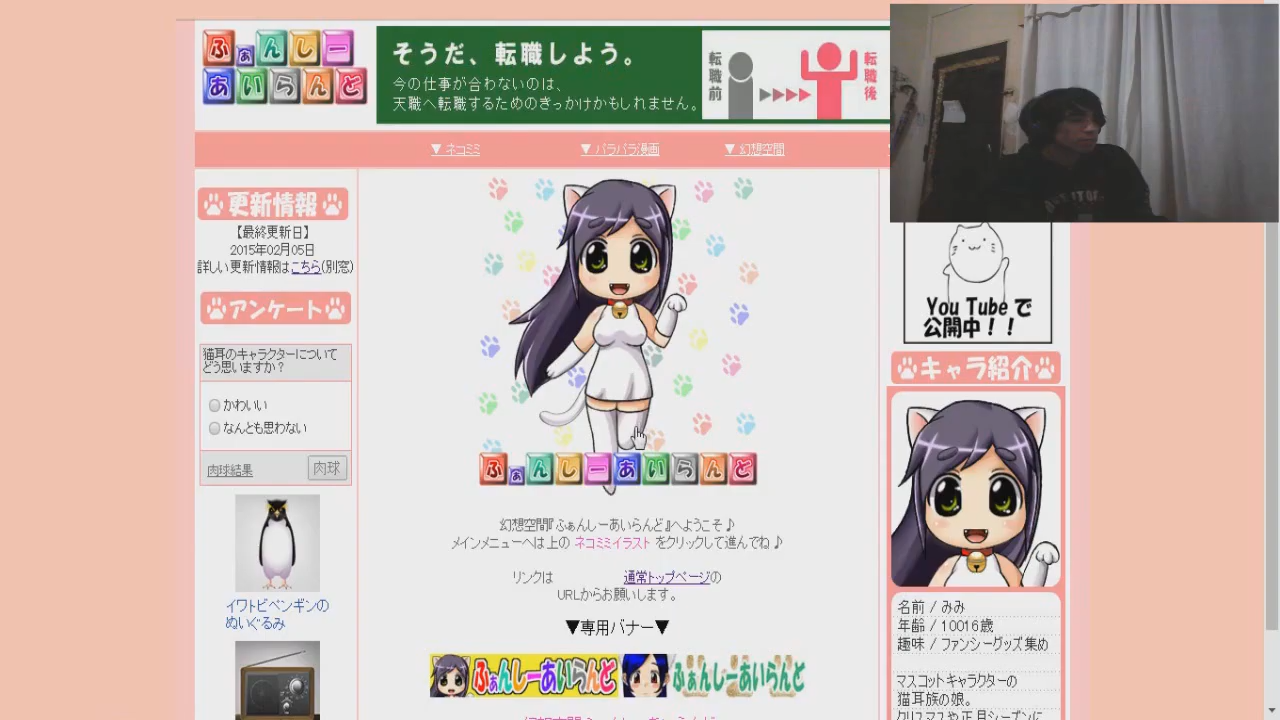 ふぁんしー
あいらんど
そうだ、転職しよう。
今の仕事が合わないのは、
天職へ転職するためのきっかけかもしれません。
転職前
転職後
▼ ネコミミ
▼ パラパラ漫画
▼ 幻想空間
更新情報
【最終更新日】
2015年02月05日
詳しい更新情報はこちら(別窓)
アンケート
猫耳のキャラクターについて
どう思いますか？
かわいい
なんとも思わない
肉球結果
肉球
イワトビペンギンの
ぬいぐるみ
ふぁんしーあいらんど
幻想空間『ふぁんしーあいらんど』へようこそ♪
メインメニューへは上の ネコミミイラスト をクリックして進んでね♪
リンクは 通常トップページの
URLからお願いします。
▼専用バナー▼
ふぁんしーあいらんど
ふぁんしーあいらんど
You Tube で
公開中！！
キャラ紹介
名前 / みみ
年齢 / 10016歳
趣味 / ファンシーグッズ集め
マスコットキャラクターの
猫耳族の娘。
クリスマスや正月シーズンに